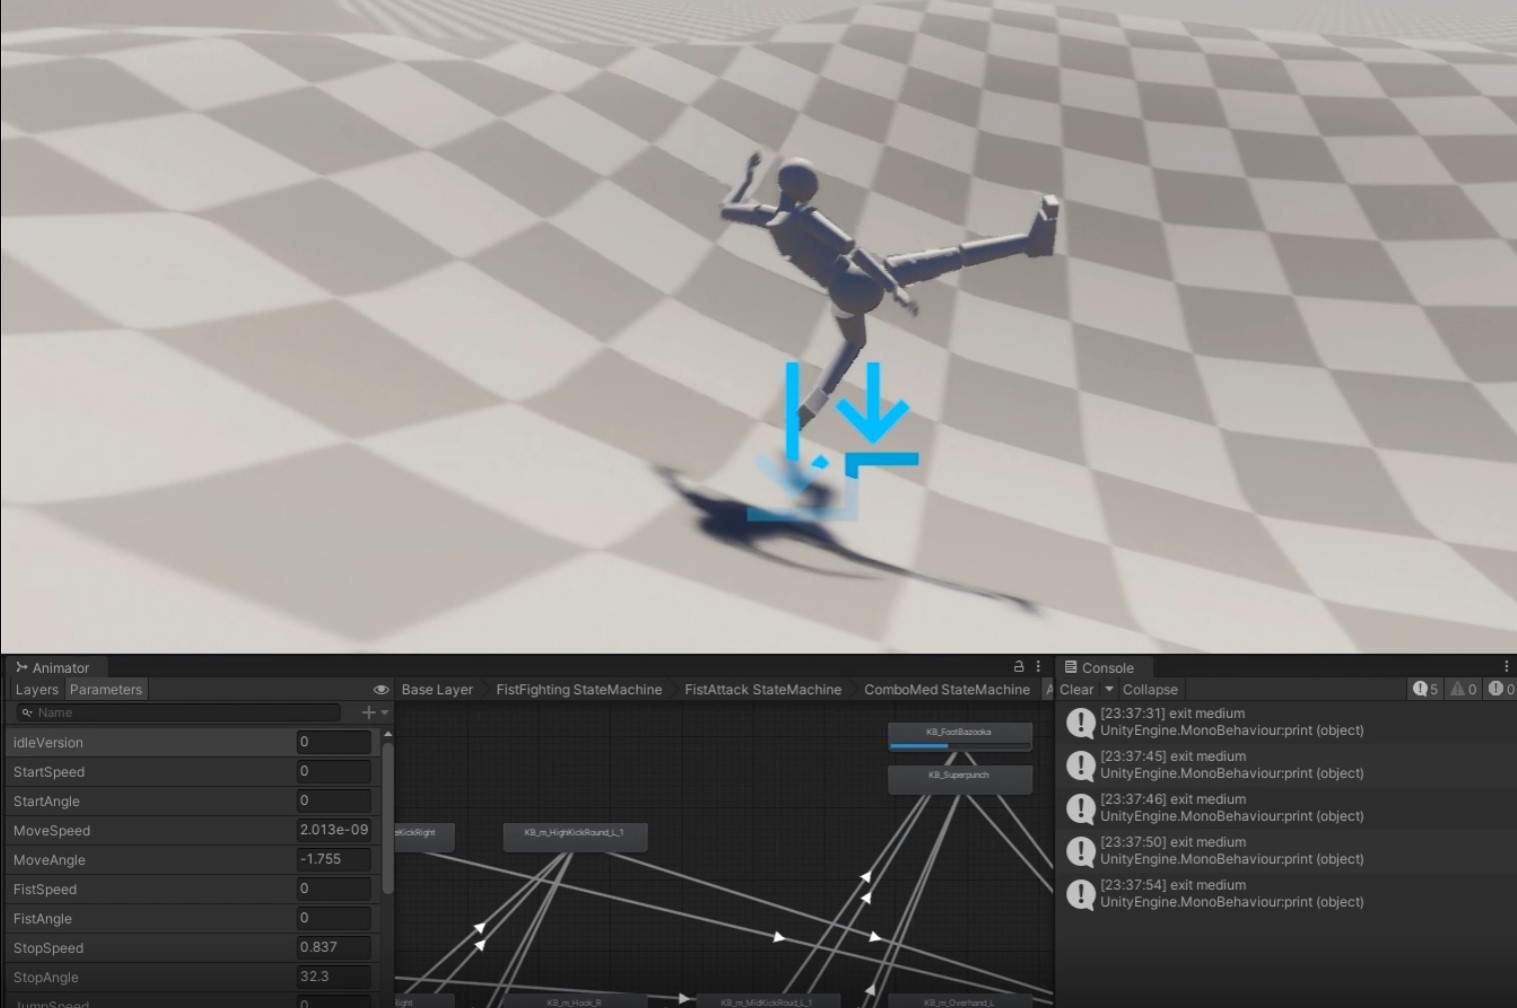 Animator
Layers Parameters
Name
idleVersion 0
StartSpeed 0
StartAngle 0
MoveSpeed 2.013e-09
MoveAngle -1.755
FistSpeed 0
FistAngle 0
StopSpeed 0.837
StopAngle 32.3
JumpSpeed 0
Base Layer FistFighting StateMachine FistAttack StateMachine ComboMed StateMachine
KB_FootBazooka
KB_Superpunch
eKickRight KB_m_HighKickRound_L_1
Right KB_m_Hook_R KB_m_MidKickRoud_L_1 KB_m_Overhand_L
Console
Clear Collapse 5 0 0
[23:37:31] exit medium
UnityEngine.MonoBehaviour:print (object)
[23:37:45] exit medium
UnityEngine.MonoBehaviour:print (object)
[23:37:46] exit medium
UnityEngine.MonoBehaviour:print (object)
[23:37:50] exit medium
UnityEngine.MonoBehaviour:print (object)
[23:37:54] exit medium
UnityEngine.MonoBehaviour:print (object)